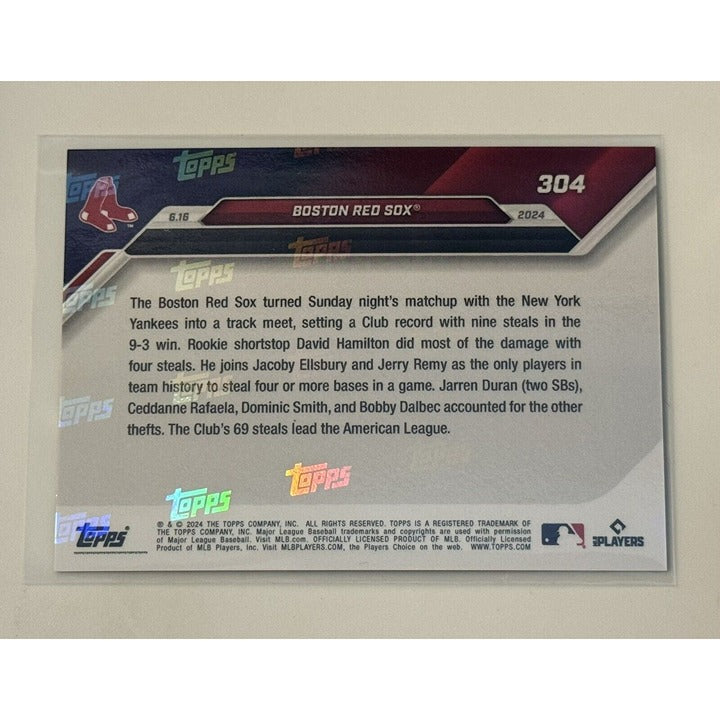 TOPPS
304
6.16
BOSTON RED SOX®
2024
TM
TOPPS
TOPPS
TOPPS
The Boston Red Sox turned Sunday night's matchup with the New York
Yankees into a track meet, setting a Club record with nine steals in the
9-3 win. Rookie shortstop David Hamilton did most of the damage with
four steals. He joins Jacoby Ellsbury and Jerry Remy as the only players in
team history to steal four or more bases in a game. Jarren Duran (two SBs),
Ceddanne Rafaela, Dominic Smith, and Bobby Dalbec accounted for the other
thefts. The Club's 69 steals lead the American League.
TOPPS
TOPPS
TOPPS
TOPPS
® & © 2024 THE TOPPS COMPANY, INC. ALL RIGHTS RESERVED. TOPPS IS A REGISTERED TRADEMARK OF
THE TOPPS COMPANY, INC. Major League Baseball trademarks and copyrights are used with permission
of Major League Baseball. Visit MLB.com. OFFICIALLY LICENSED PRODUCT OF MLB. Officially Licensed
Product of MLB Players, Inc. Visit MLBPLAYERS.COM, the Players Choice on the web. WWW.TOPPS.COM
MLB PLAYERS